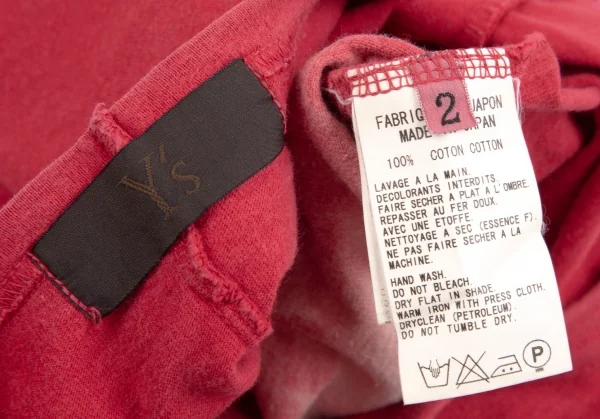 Y's
2
FABRIQ JAPON
MADE IN JAPAN
100% COTON COTTON
LAVAGE A LA MAIN.
DECOLORANTS INTERDITS.
FAIRE SECHER A PLAT A L'OMBRE.
REPASSER AU FER DOUX.
AVEC UNE ETOFFE.
NETTOYAGE A SEC (ESSENCE F).
NE PAS FAIRE SECHER A LA
MACHINE.
HAND WASH.
DO NOT BLEACH.
DRY FLAT IN SHADE.
WARM IRON WITH PRESS CLOTH.
DRYCLEAN (PETROLEUM).
DO NOT TUMBLE DRY.
P